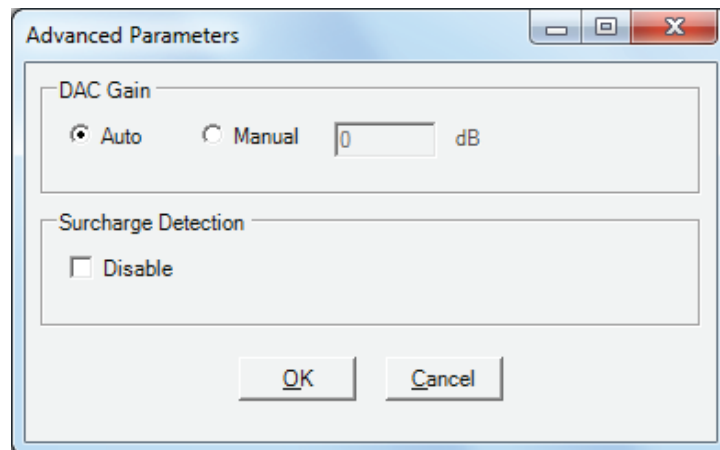 Advanced Parameters
DAC Gain
Auto Manual 0 dB
Surcharge Detection
Disable
OK Cancel